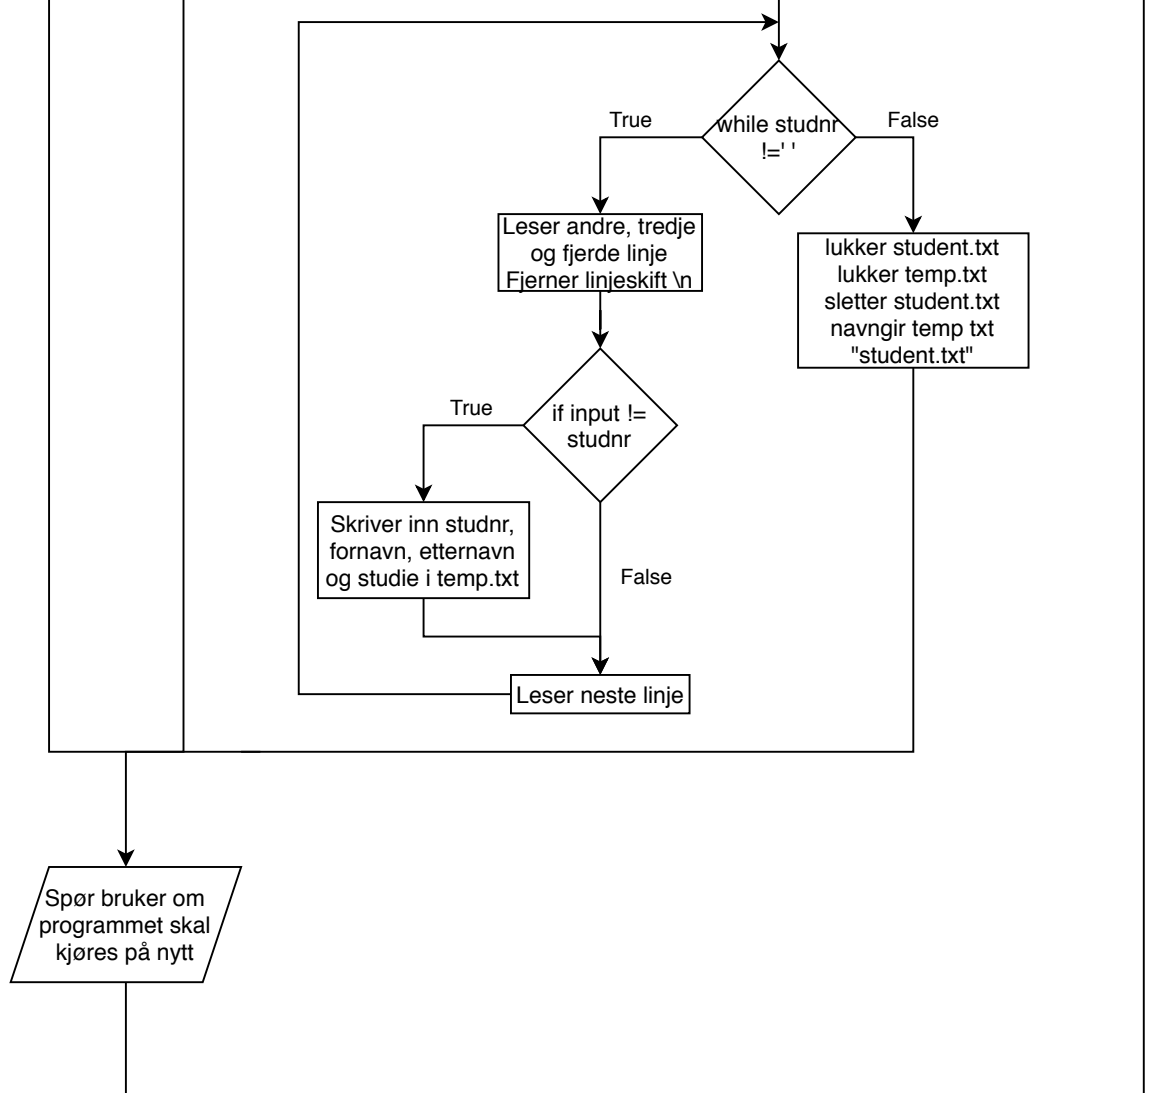 while studnr
!=' '
True
False
Leser andre, tredje
og fjerde linje
Fjerner linjeskift \n
lukker student.txt
lukker temp.txt
sletter student.txt
navngir temp txt
"student.txt"
if input !=
studnr
True
Skriver inn studnr,
fornavn, etternavn
og studie i temp.txt
False
Leser neste linje
Spør bruker om
programmet skal
kjøres på nytt